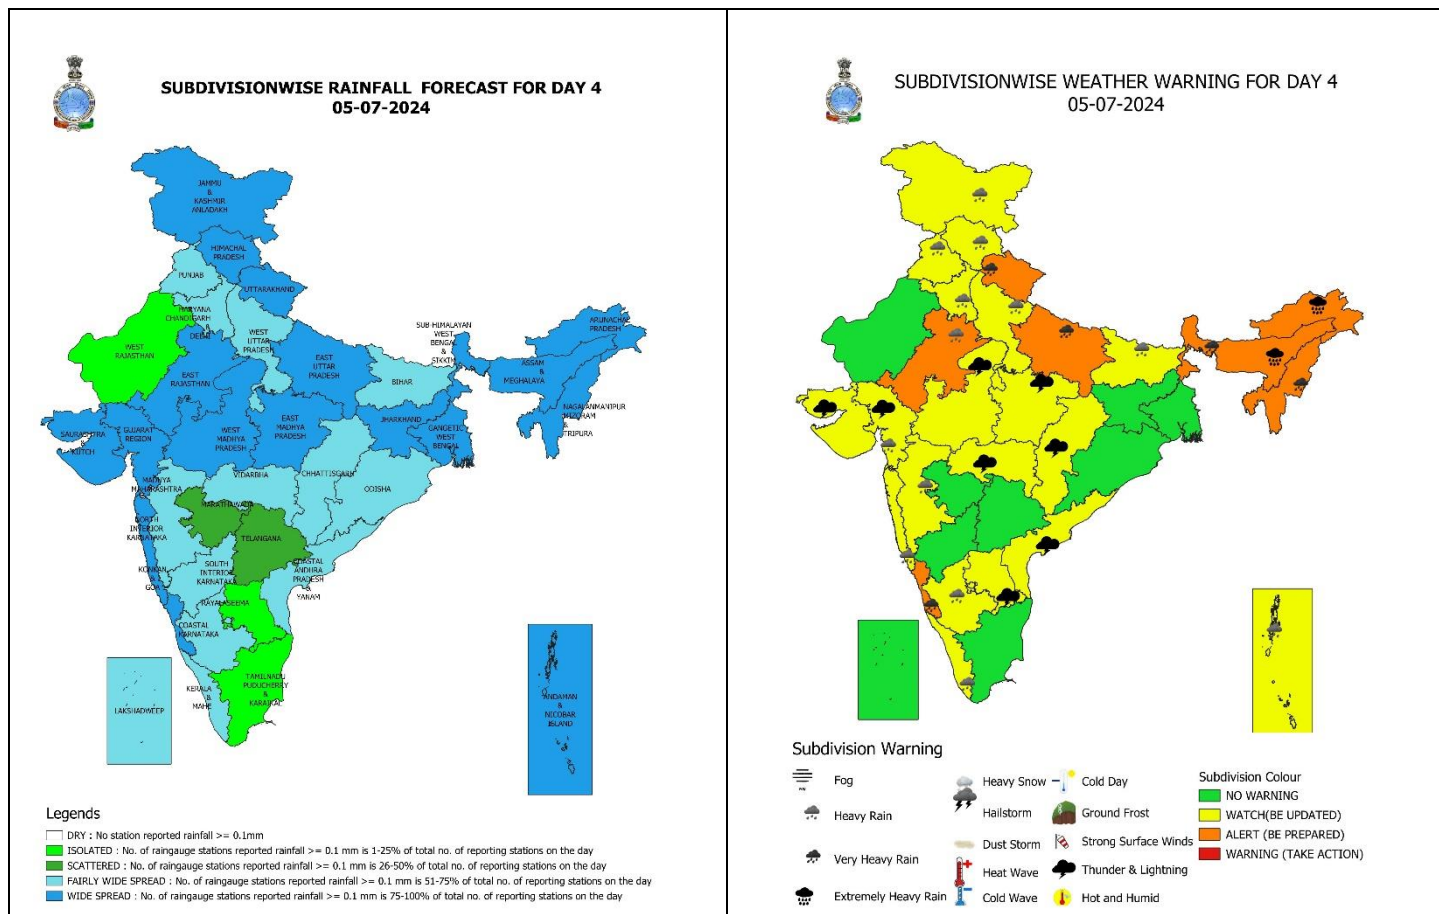 SUBDIVISIONWISE RAINFALL FORECAST FOR DAY 4
05-07-2024
JAMMU
&
KASHMIR
ANLADAKH
HIMACHAL
PRADESH
PUNJAB
UTTARAKHAND
HARYANA
CHANDIGARH
&
DELHI
WEST
UTTAR
PRADESH
WEST
RAJASTHAN
SUB-HIMALAYAN
WEST
BENGAL
&
SIKKIM
ARUNACHAL
PRADESH
EAST
RAJASTHAN
EAST
UTTAR
PRADESH
BIHAR
ASSAM
&
MEGHALAYA
NAGALANMANIPUR
MIZORAM
&
TRIPURA
SAURASHTRA
&
KUTCH
GUJARAT
REGION
WEST
MADHYA
PRADESH
EAST
MADHYA
PRADESH
JHARKHAND
GANGETIC
WEST
BENGAL
MADHYA
MAHARASHTRA
VIDARBHA
CHHATTISGARH
ODISHA
MARATHAWADA
NORTH
INTERIOR
KARNATAKA
TELANGANA
KONKAN
&
GOA
SOUTH
INTERIOR
KARNATAKA
COASTAL
ANDHRA
PRADESH
&
YANAM
RAYALASEEMA
COASTAL
KARNATAKA
KERALA
&
MAHE
TAMILNADU
PUDUCHERRY
&
KARAIKAL
LAKSHADWEEP
ANDAMAN
&
NICOBAR
ISLAND
Legends
DRY : No station reported rainfall >= 0.1mm
ISOLATED : No. of raingauge stations reported rainfall >= 0.1 mm is 1-25% of total no. of reporting stations on the day
SCATTERED : No. of raingauge stations reported rainfall >= 0.1 mm is 26-50% of total no. of reporting stations on the day
FAIRLY WIDE SPREAD : No. of raingauge stations reported rainfall >= 0.1 mm is 51-75% of total no. of reporting stations on the day
WIDE SPREAD : No. of raingauge stations reported rainfall >= 0.1 mm is 75-100% of total no. of reporting stations on the day
SUBDIVISIONWISE WEATHER WARNING FOR DAY 4
05-07-2024
Subdivision Warning
Fog
Heavy Rain
Very Heavy Rain
Extremely Heavy Rain
Heavy Snow
Hailstorm
Dust Storm
Heat Wave
Cold Wave
Cold Day
Ground Frost
Strong Surface Winds
Thunder & Lightning
Hot and Humid
Subdivision Colour
NO WARNING
WATCH(BE UPDATED)
ALERT (BE PREPARED)
WARNING (TAKE ACTION)